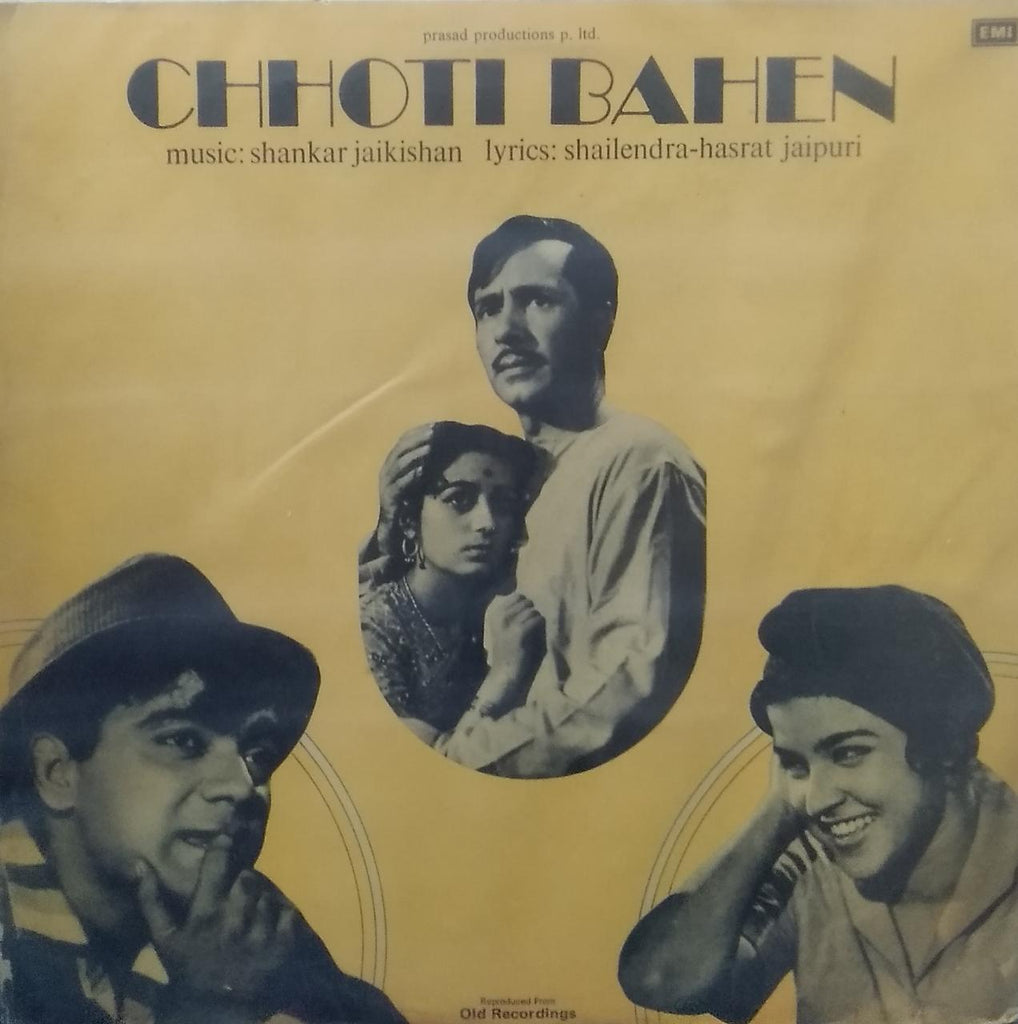 prasad productions p. ltd.
EMI
CHHOTI BAHEN
music: shankar jaikishan lyrics: shailendra-hasrat jaipuri
Reproduced From
Old Recordings